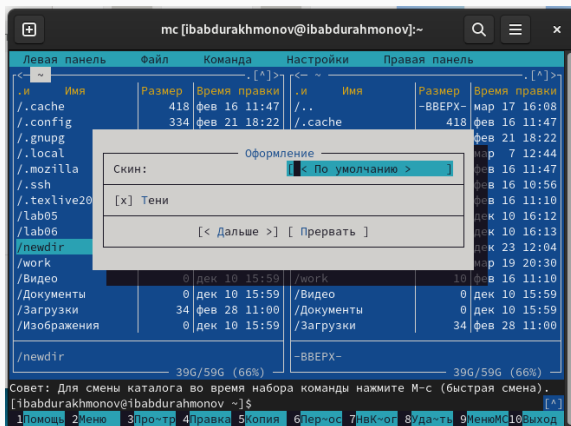 mc [ibabdurakhmonov@ibabdurahmonov]:~
Левая панель Файл Команда Настройки Правая панель
<— ~ .[^]> <— ~ .[^]>
.и Имя Размер Время правки .и Имя Размер Время правки
/.cache 418 фев 16 11:47 /.. -ВВЕРХ- мар 17 16:08
/.config 334 фев 21 18:22 /.cache 418 фев 16 11:47
/.gnupg фев 21 18:22
/.local Оформление мар 7 12:44
/.mozilla Скин: [ < По умолчанию > ] фев 16 11:47
/.ssh фев 16 10:56
/.texlive20 [x] Тени фев 16 11:10
/lab05 дек 10 16:12
/lab06 [< Дальше >] [ Прервать ] дек 10 16:13
/newdir дек 23 12:04
/work мар 19 20:30
/Видео 0 дек 10 15:59 /work 10 фев 16 11:10
/Документы 0 дек 10 15:59 /Видео 0 дек 10 15:59
/Загрузки 34 фев 28 11:00 /Документы 0 дек 10 15:59
/Изображения 0 дек 10 15:59 /Загрузки 34 фев 28 11:00
/newdir -ВВЕРХ-
39G/59G (66%) 39G/59G (66%)
Совет: Для смены каталога во время набора команды нажмите M-c (быстрая смена).
[ibabdurakhmonov@ibabdurahmonov ~]$ [^]
1Помощь 2Меню 3Про~тр 4Правка 5Копия 6Пер~ос 7НвК~ог 8Уда~ть 9МенюMC 10Выход